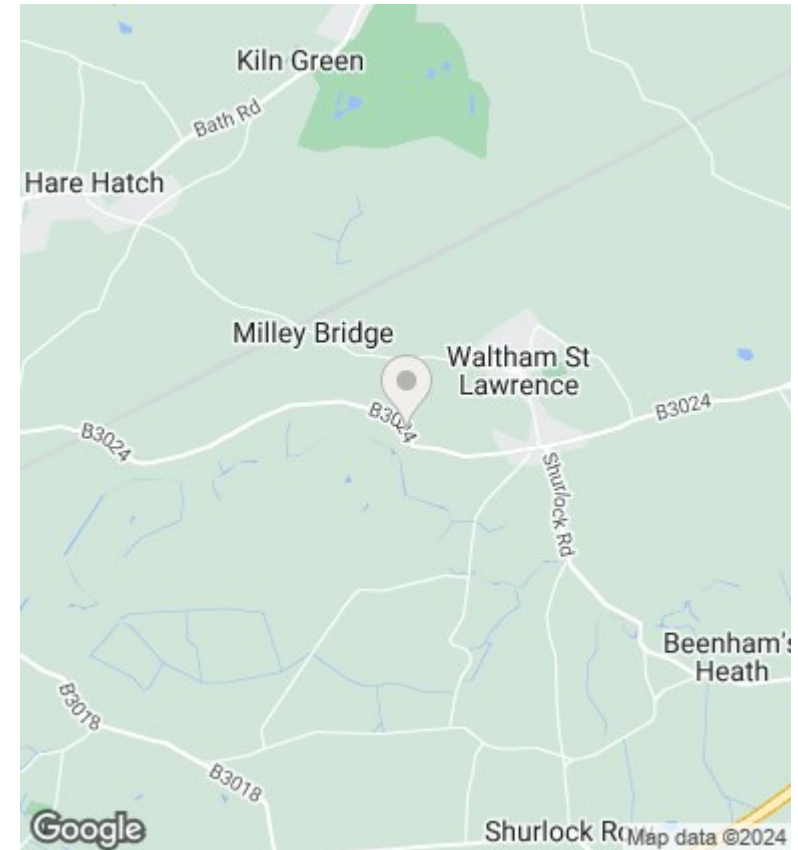 Kiln Green
Bath Rd
Hare Hatch
Milley Bridge
Waltham St
Lawrence
B3024
B3024
B3024
Shurlock Rd
Beenham's
Heath
B3018
B3018
Google
Shurlock Row
Map data ©2024